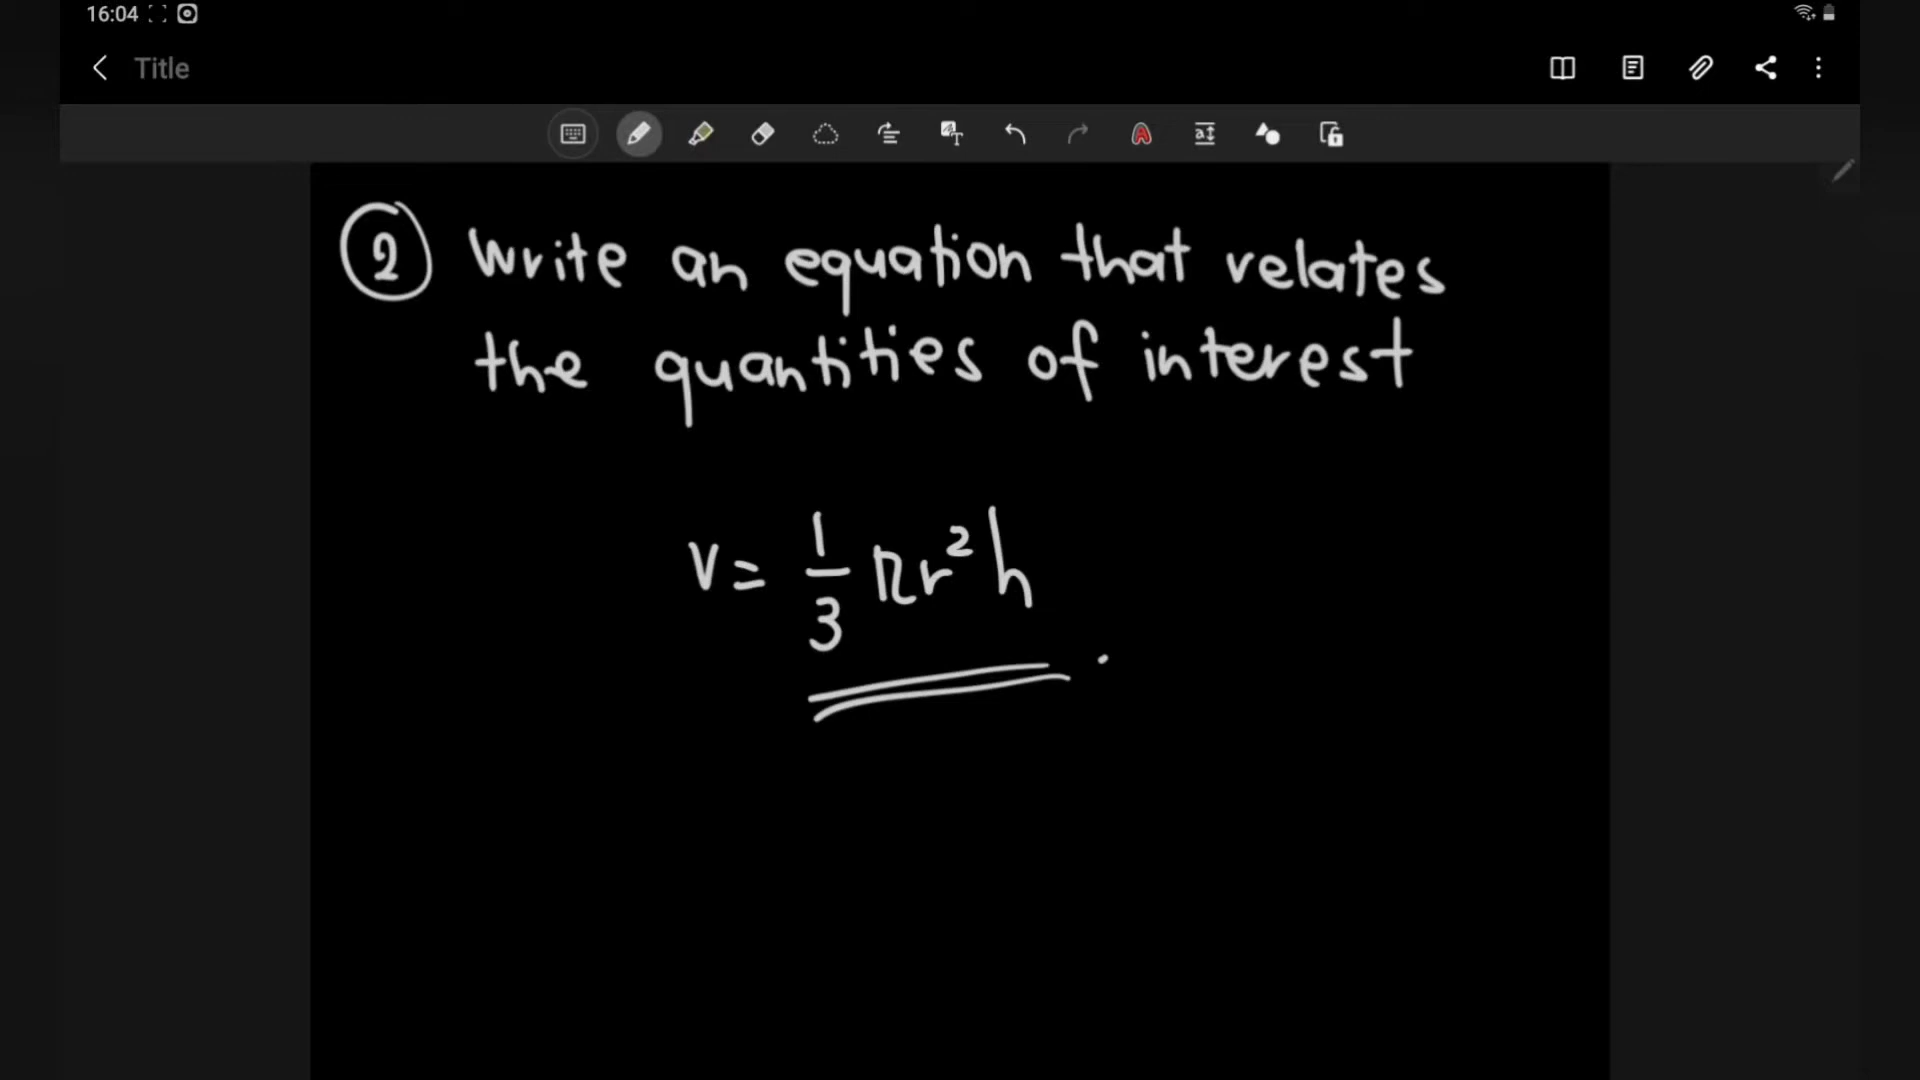 16:04
Title
2 Write an equation that relates
the quantities of interest
V = 1/3 πr²h